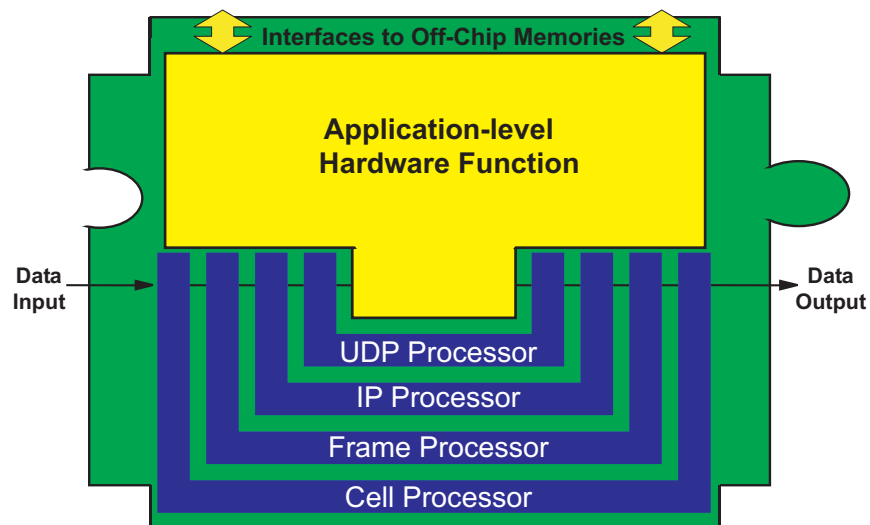 Interfaces to Off-Chip Memories
Application-level
Hardware Function
Data
Input
Data
Output
UDP Processor
IP Processor
Frame Processor
Cell Processor